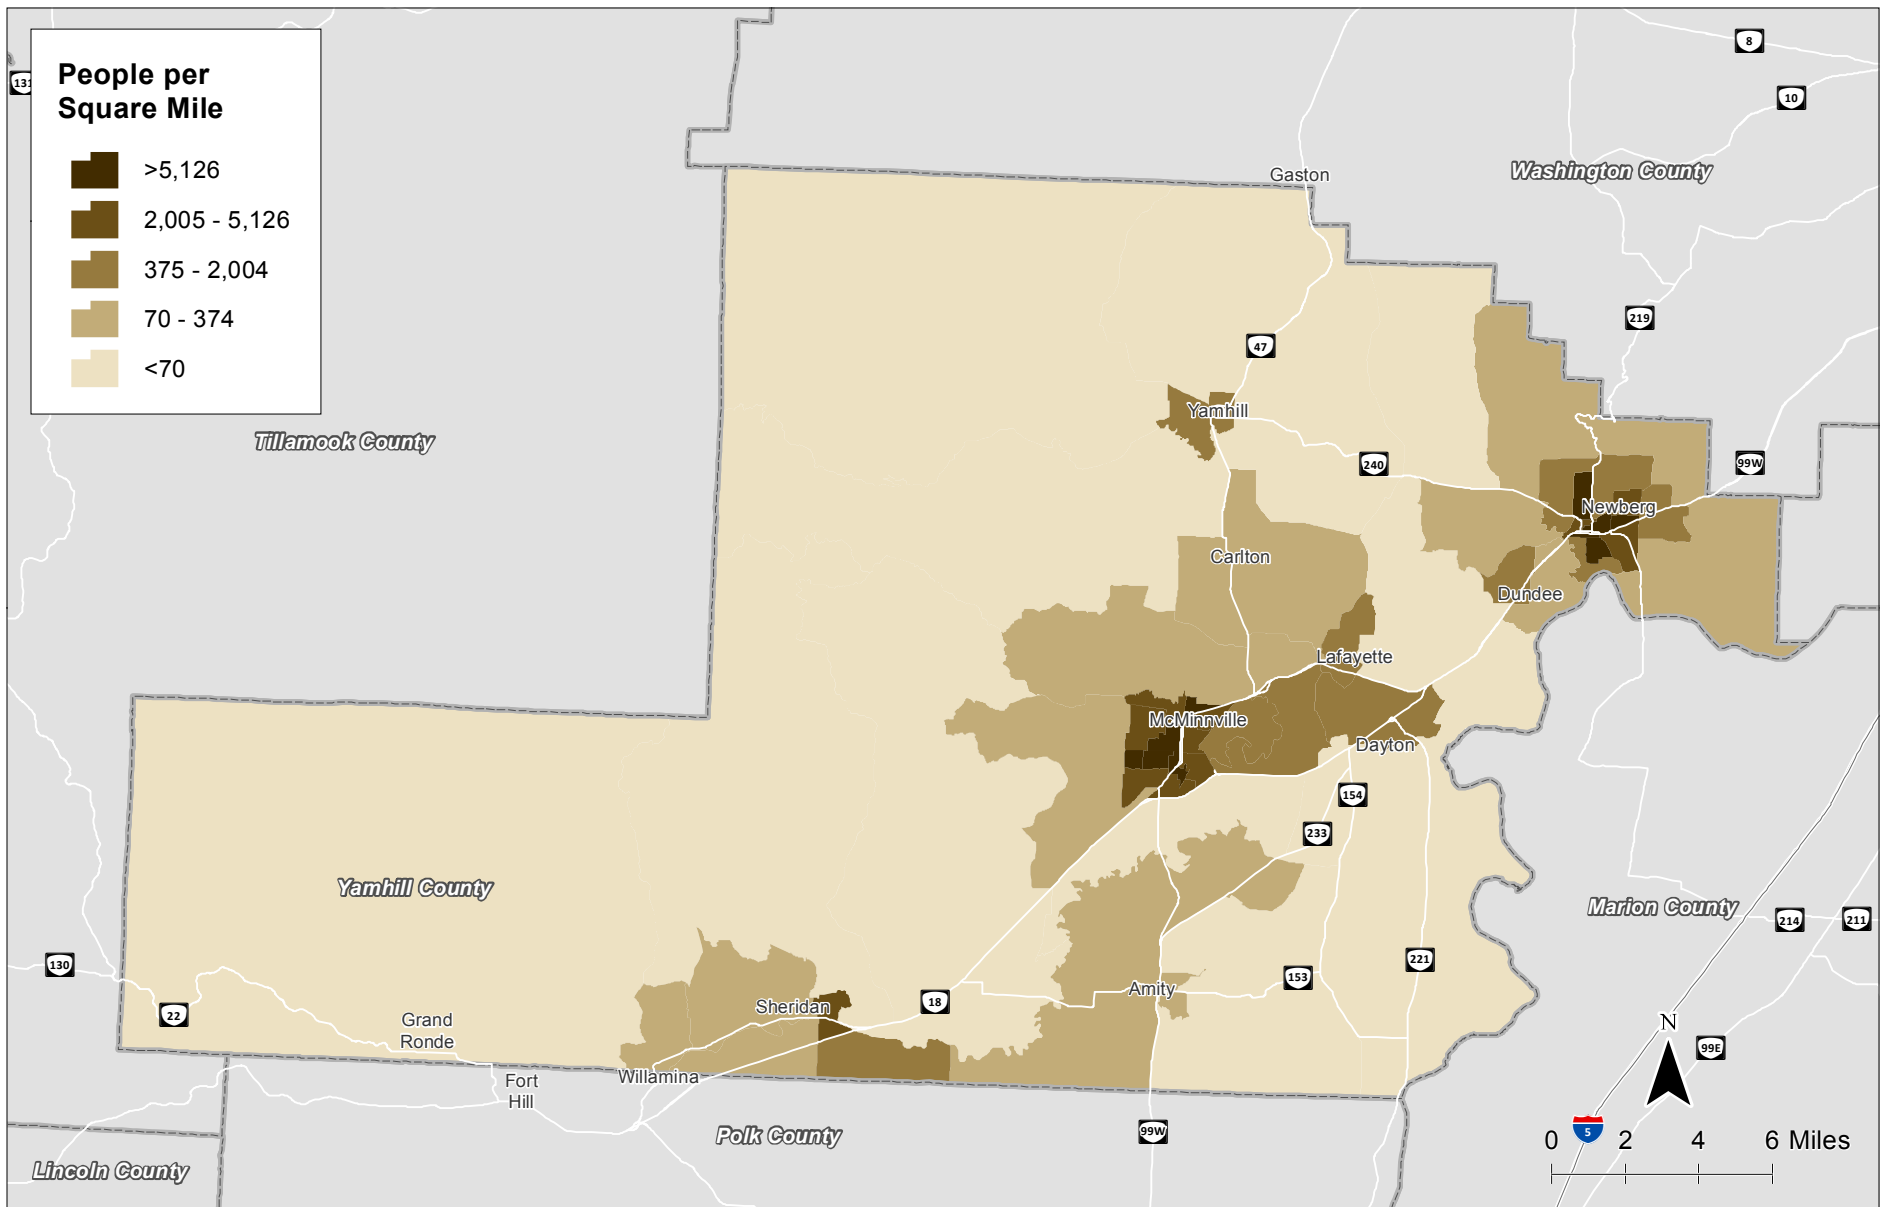 People per
Square Mile
>5,126
2,005 - 5,126
375 - 2,004
70 - 374
<70
131
8
10
Washington County
Gaston
219
47
Tillamook County
Yamhill
240
99W
Newberg
Carlton
Dundee
Lafayette
McMinnville
Dayton
154
233
Yamhill County
Marion County
214
211
130
221
153
Amity
18
Sheridan
22
Grand
Ronde
N
99E
Willamina
Fort
Hill
99W
Polk County
5
0 2 4 6 Miles
Lincoln County